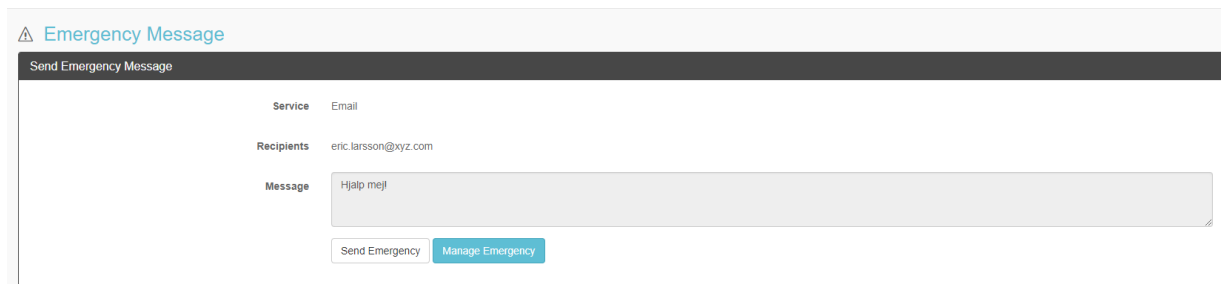 Emergency Message
Send Emergency Message
Service Email
Recipients eric.larsson@xyz.com
Message Hjalp mej!
Send Emergency Manage Emergency